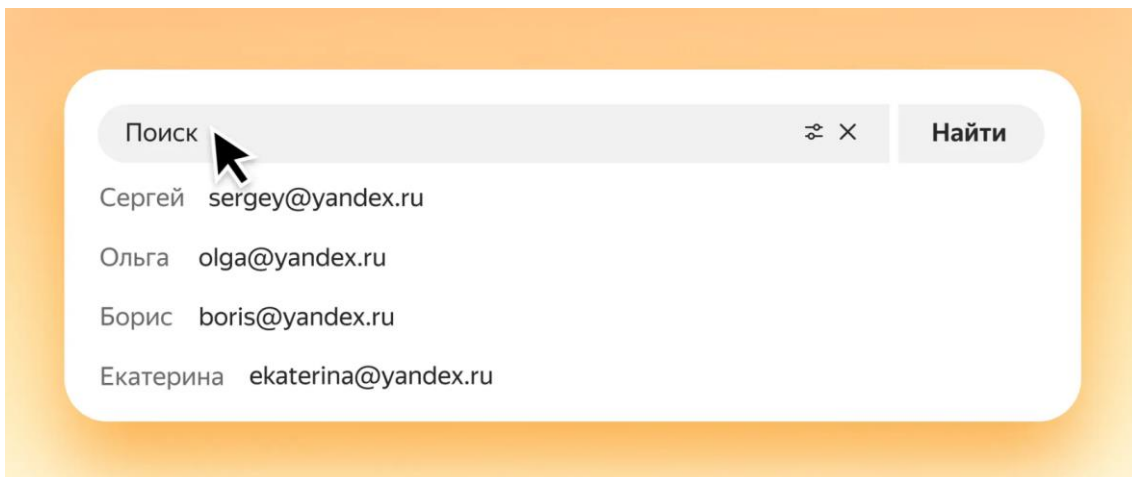 Поиск Найти
Сергей sergey@yandex.ru
Ольга olga@yandex.ru
Борис boris@yandex.ru
Екатерина ekaterina@yandex.ru